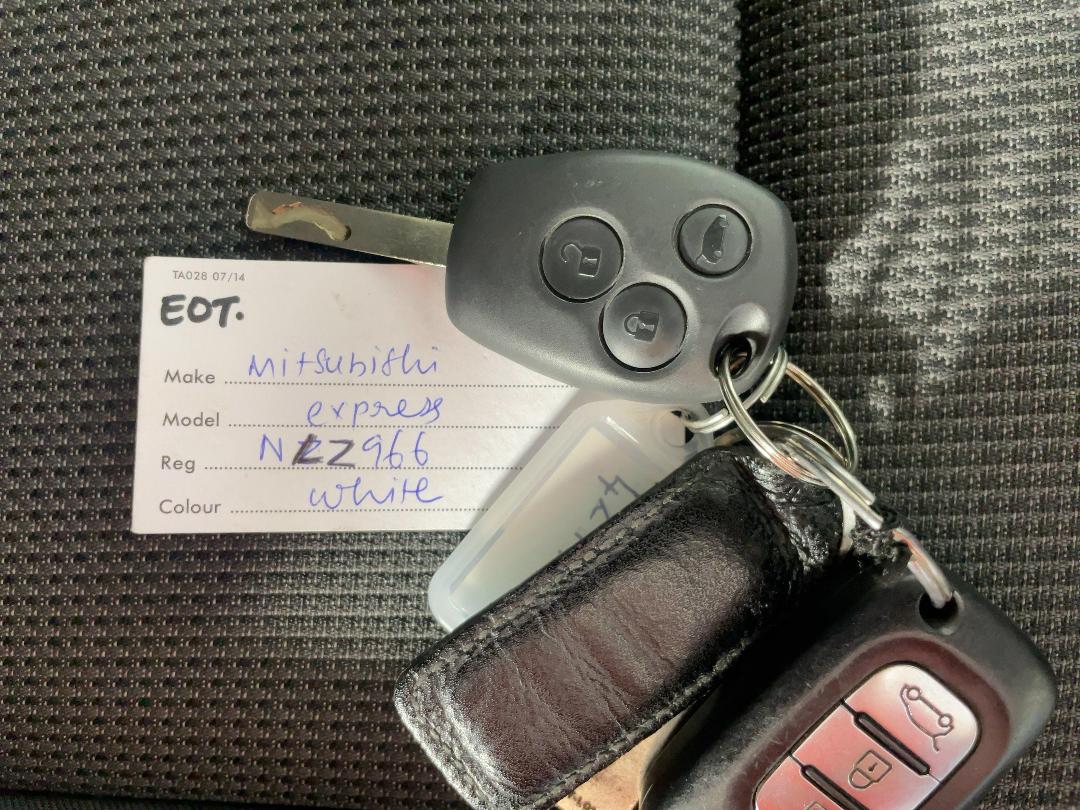 TA028 07/14
EOT.
Make mitsubishi
Model express
Reg NZZ966
Colour white